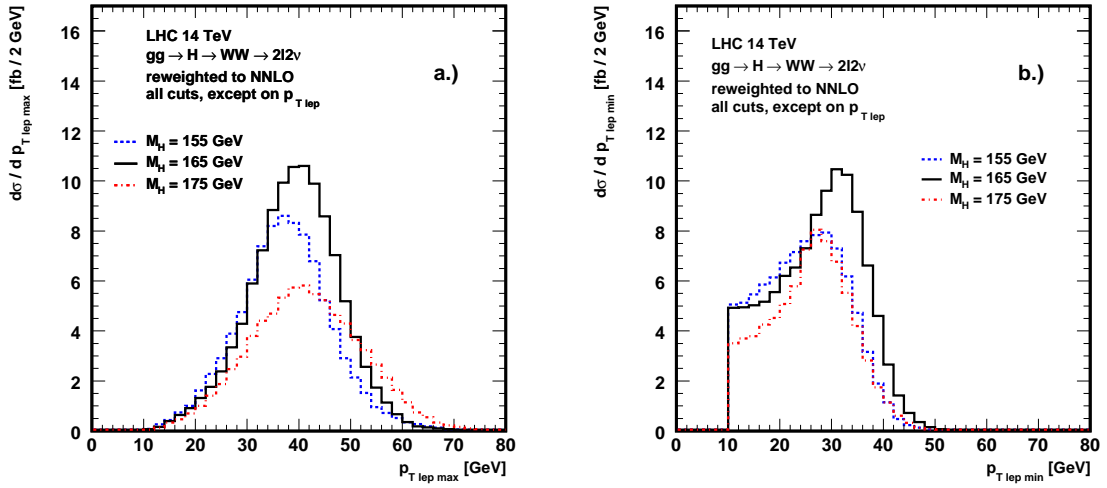 dσ / d p_T lep max [fb / 2 GeV]
16
14
12
10
8
6
4
2
0
LHC 14 TeV
gg → H → WW → 2l2ν
reweighted to NNLO
all cuts, except on p_T lep
a.)
M_H = 155 GeV
M_H = 165 GeV
M_H = 175 GeV
0 10 20 30 40 50 60 70 80
p_T lep max [GeV]
dσ / d p_T lep min [fb / 2 GeV]
16
14
12
10
8
6
4
2
0
LHC 14 TeV
gg → H → WW → 2l2ν
reweighted to NNLO
all cuts, except on p_T lep
b.)
M_H = 155 GeV
M_H = 165 GeV
M_H = 175 GeV
0 10 20 30 40 50 60 70 80
p_T lep min [GeV]